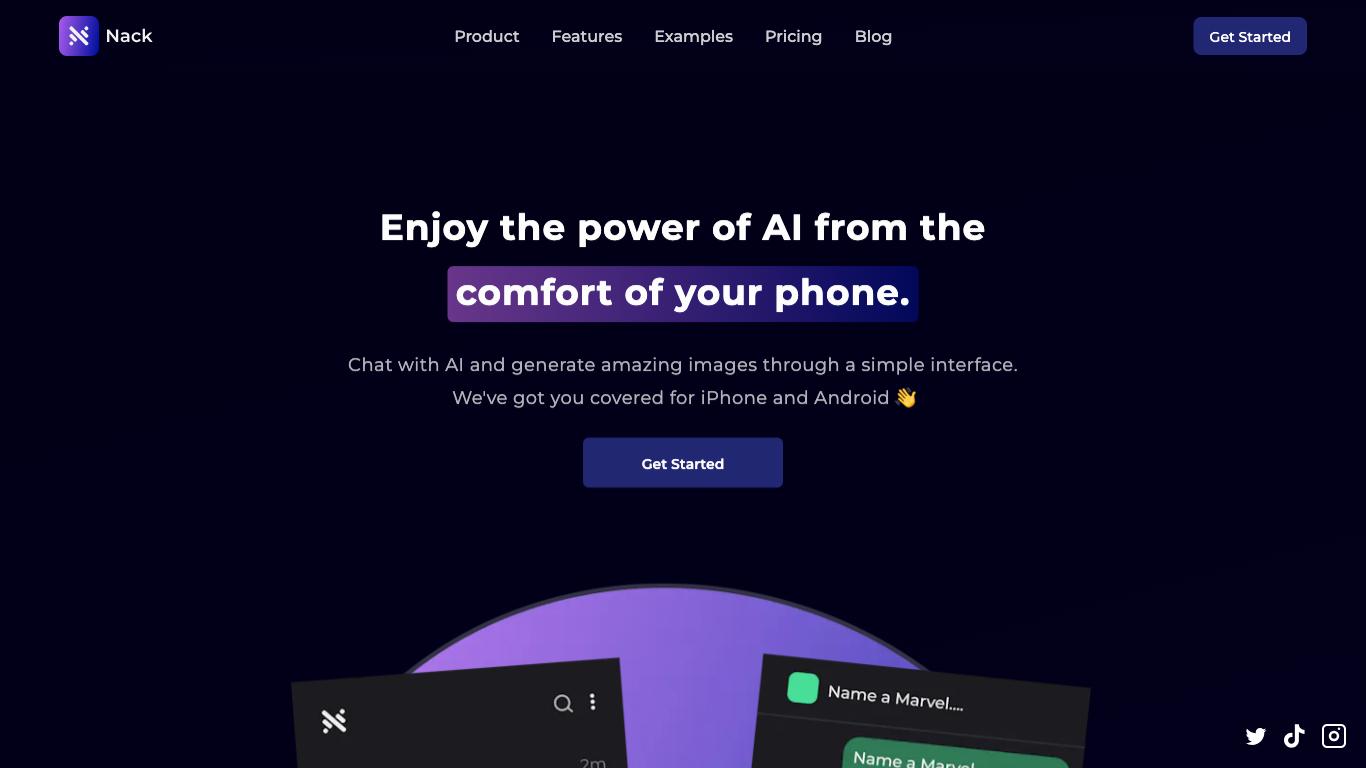 Nack
Product
Features
Examples
Pricing
Blog
Get Started
Enjoy the power of AI from the
comfort of your phone.
Chat with AI and generate amazing images through a simple interface.
We've got you covered for iPhone and Android 👋
Get Started
Name a Marvel....
2m
Name a Marvel